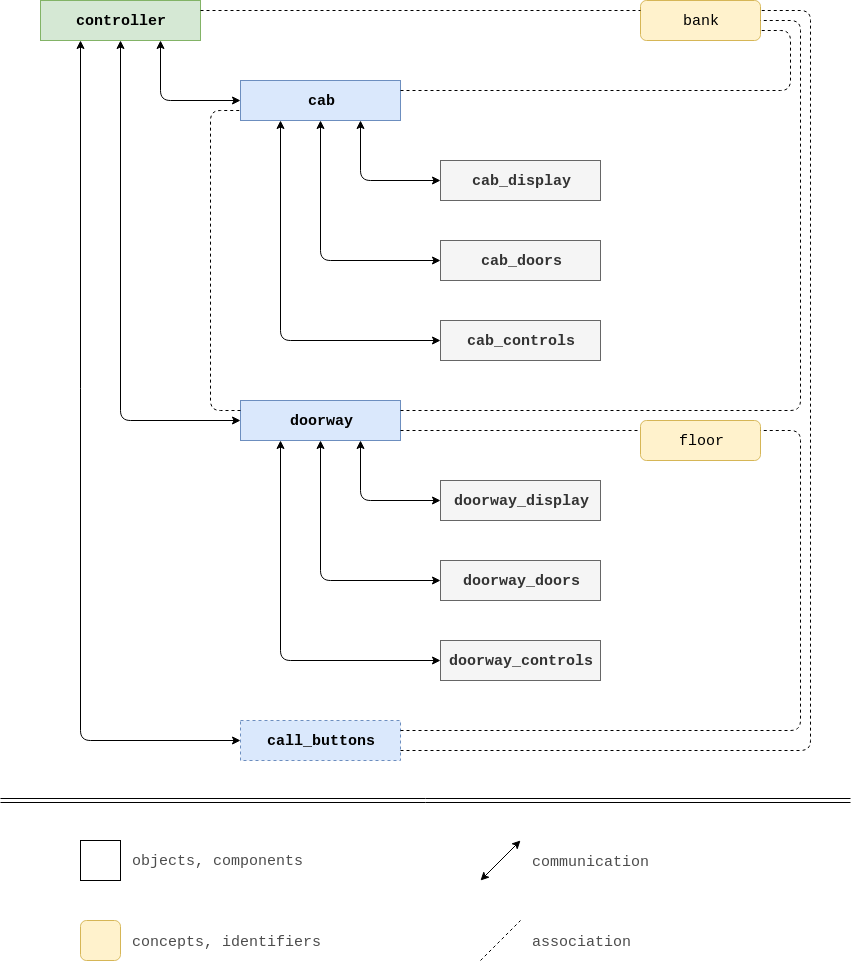 controller
bank
cab
cab_display
cab_doors
cab_controls
doorway
floor
doorway_display
doorway_doors
doorway_controls
call_buttons
objects, components
communication
concepts, identifiers
association